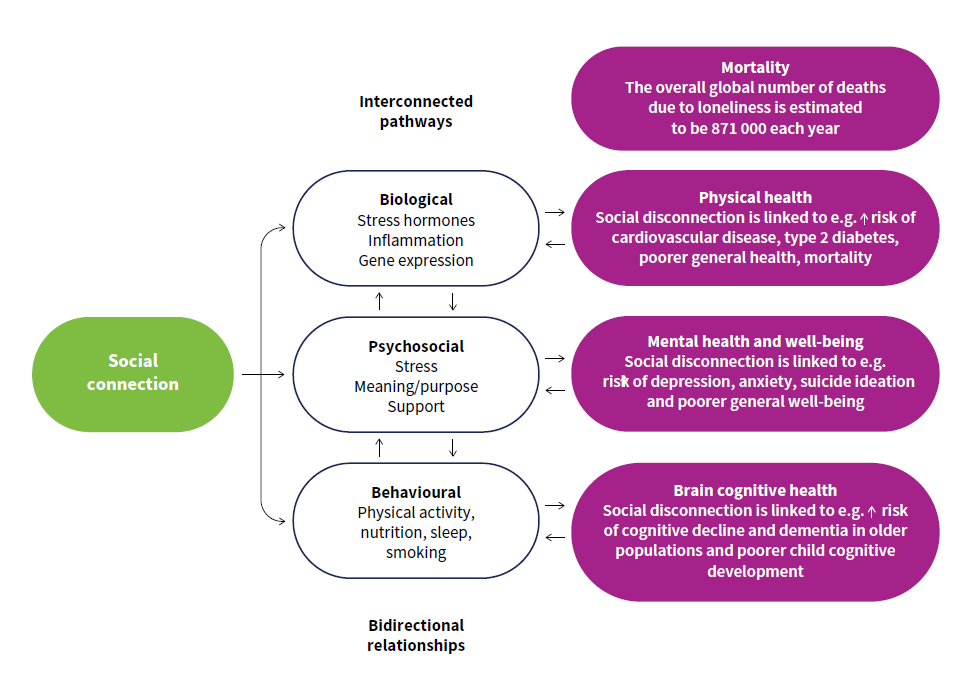 Interconnected
pathways
Mortality
The overall global number of deaths
due to loneliness is estimated
to be 871 000 each year
Biological
Stress hormones
Inflammation
Gene expression
Physical health
Social disconnection is linked to e.g. ↑ risk of
cardiovascular disease, type 2 diabetes,
poorer general health, mortality
Social
connection
Psychosocial
Stress
Meaning/purpose
Support
Mental health and well-being
Social disconnection is linked to e.g.
risk of depression, anxiety, suicide ideation
and poorer general well-being
Behavioural
Physical activity,
nutrition, sleep,
smoking
Brain cognitive health
Social disconnection is linked to e.g. ↑ risk
of cognitive decline and dementia in older
populations and poorer child cognitive
development
Bidirectional
relationships